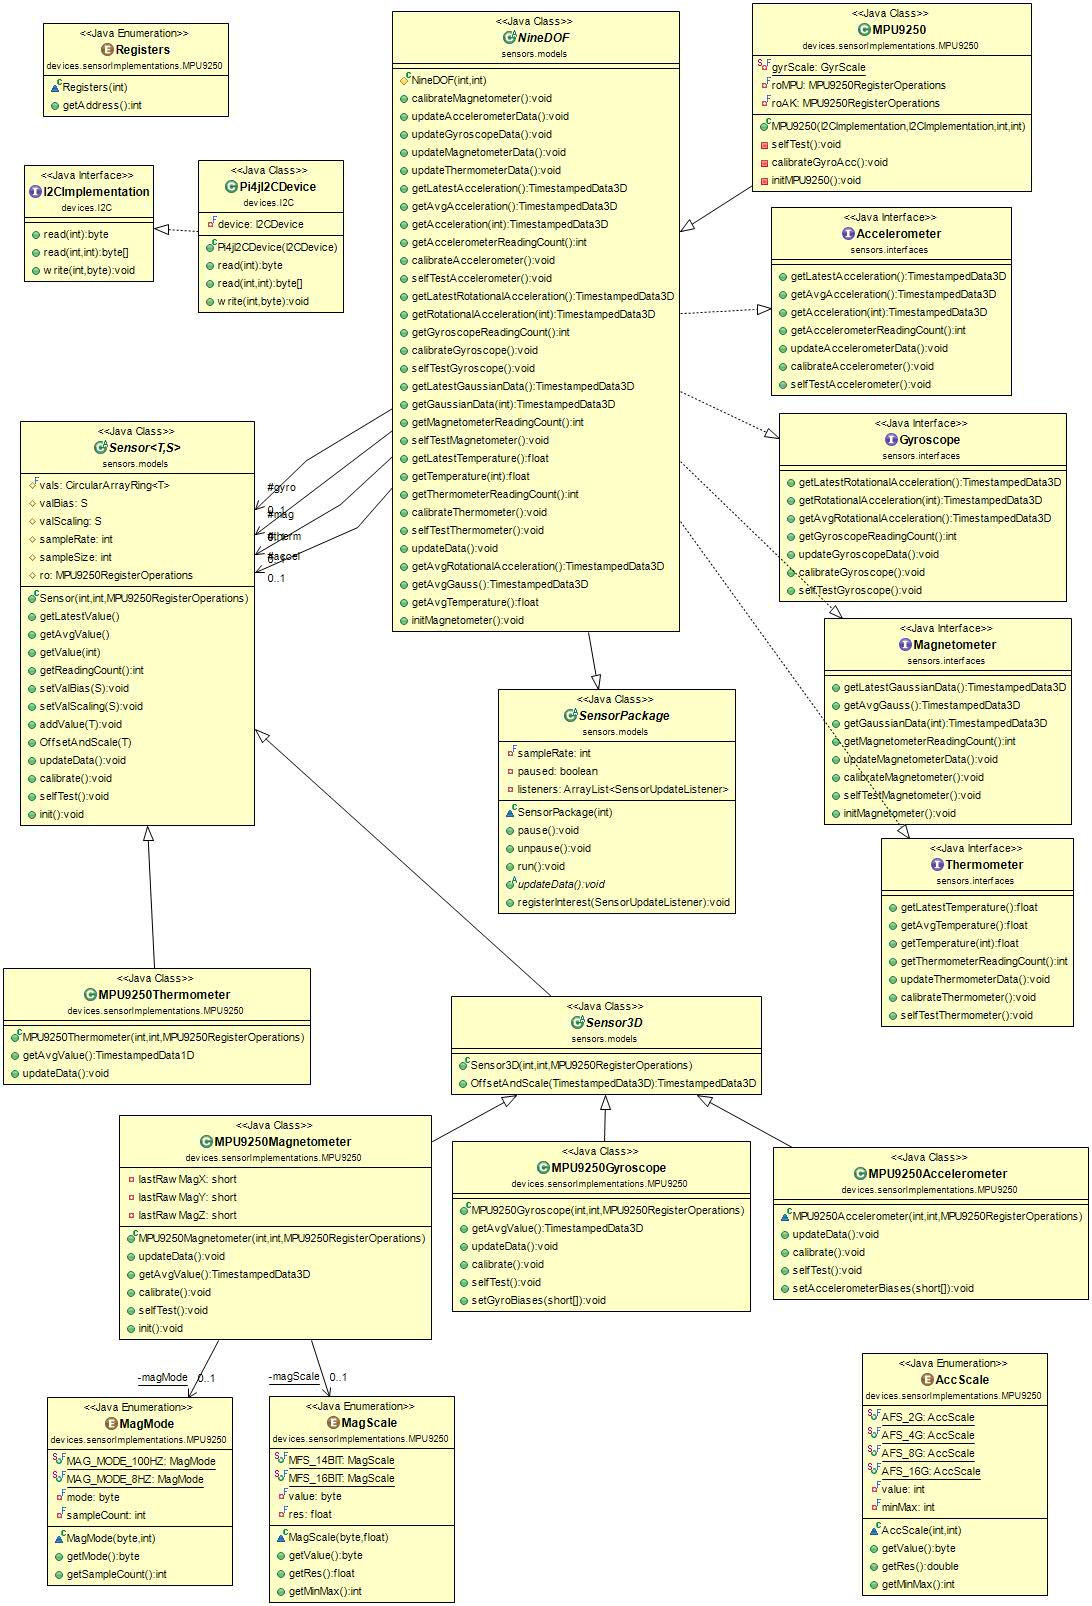 <<Java Enumeration>>
Registers
devices.sensorImplementations.MPU9250
Registers(int)
getAddress():int
<<Java Class>>
NineDOF
sensors.models
NineDOF(int,int)
calibrateMagnetometer():void
updateAccelerometerData():void
updateGyroscopeData():void
updateMagnetometerData():void
updateThermometerData():void
getLatestAcceleration():TimestampedData3D
getAvgAcceleration():TimestampedData3D
getAcceleration(int):TimestampedData3D
getAccelerometerReadingCount():int
calibrateAccelerometer():void
selfTestAccelerometer():void
getLatestRotationalAcceleration():TimestampedData3D
getRotationalAcceleration(int):TimestampedData3D
getGyroscopeReadingCount():int
calibrateGyroscope():void
selfTestGyroscope():void
getLatestGaussianData():TimestampedData3D
getGaussianData(int):TimestampedData3D
getMagnetometerReadingCount():int
selfTestMagnetometer():void
getLatestTemperature():float
getTemperature(int):float
getThermometerReadingCount():int
calibrateThermometer():void
selfTestThermometer():void
updateData():void
getAvgRotationalAcceleration():TimestampedData3D
getAvgGauss():TimestampedData3D
getAvgTemperature():float
initMagnetometer():void
<<Java Class>>
MPU9250
devices.sensorImplementations.MPU9250
gyrScale: GyrScale
roMPU: MPU9250RegisterOperations
roAK: MPU9250RegisterOperations
MPU9250(I2CImplementation,I2CImplementation,int,int)
selfTest():void
calibrateGyroAcc():void
initMPU9250():void
<<Java Interface>>
I2CImplementation
devices.I2C
read(int):byte
read(int,int):byte[]
write(int,byte):void
<<Java Class>>
Pi4jI2CDevice
devices.I2C
device: I2CDevice
Pi4jI2CDevice(I2CDevice)
read(int):byte
read(int,int):byte[]
write(int,byte):void
<<Java Interface>>
Accelerometer
sensors.interfaces
getLatestAcceleration():TimestampedData3D
getAvgAcceleration():TimestampedData3D
getAcceleration(int):TimestampedData3D
getAccelerometerReadingCount():int
updateAccelerometerData():void
calibrateAccelerometer():void
selfTestAccelerometer():void
<<Java Interface>>
Gyroscope
sensors.interfaces
getLatestRotationalAcceleration():TimestampedData3D
getRotationalAcceleration(int):TimestampedData3D
getAvgRotationalAcceleration():TimestampedData3D
getGyroscopeReadingCount():int
updateGyroscopeData():void
calibrateGyroscope():void
selfTestGyroscope():void
<<Java Class>>
Sensor<T,S>
sensors.models
vals: CircularArrayRing<T>
valBias: S
valScaling: S
sampleRate: int
sampleSize: int
ro: MPU9250RegisterOperations
Sensor(int,int,MPU9250RegisterOperations)
getLatestValue()
getAvgValue()
getValue(int)
getReadingCount():int
setValBias(S):void
setValScaling(S):void
addValue(T):void
OffsetAndScale(T)
updateData():void
calibrate():void
selfTest():void
init():void
#gyro
0..1
#mag
#therm
#accel
0..1
<<Java Interface>>
Magnetometer
sensors.interfaces
getLatestGaussianData():TimestampedData3D
getAvgGauss():TimestampedData3D
getGaussianData(int):TimestampedData3D
getMagnetometerReadingCount():int
updateMagnetometerData():void
calibrateMagnetometer():void
selfTestMagnetometer():void
initMagnetometer():void
<<Java Class>>
SensorPackage
sensors.models
sampleRate: int
paused: boolean
listeners: ArrayList<SensorUpdateListener>
SensorPackage(int)
pause():void
unpause():void
run():void
updateData():void
registerInterest(SensorUpdateListener):void
<<Java Interface>>
Thermometer
sensors.interfaces
getLatestTemperature():float
getAvgTemperature():float
getTemperature(int):float
getThermometerReadingCount():int
updateThermometerData():void
calibrateThermometer():void
selfTestThermometer():void
<<Java Class>>
MPU9250Thermometer
devices.sensorImplementations.MPU9250
MPU9250Thermometer(int,int,MPU9250RegisterOperations)
getAvgValue():TimestampedData1D
updateData():void
<<Java Class>>
Sensor3D
sensors.models
Sensor3D(int,int,MPU9250RegisterOperations)
OffsetAndScale(TimestampedData3D):TimestampedData3D
<<Java Class>>
MPU9250Magnetometer
devices.sensorImplementations.MPU9250
lastRawMagX: short
lastRawMagY: short
lastRawMagZ: short
MPU9250Magnetometer(int,int,MPU9250RegisterOperations)
updateData():void
getAvgValue():TimestampedData3D
calibrate():void
selfTest():void
init():void
<<Java Class>>
MPU9250Gyroscope
devices.sensorImplementations.MPU9250
MPU9250Gyroscope(int,int,MPU9250RegisterOperations)
getAvgValue():TimestampedData3D
updateData():void
calibrate():void
selfTest():void
setGyroBiases(short[]):void
<<Java Class>>
MPU9250Accelerometer
devices.sensorImplementations.MPU9250
MPU9250Accelerometer(int,int,MPU9250RegisterOperations)
updateData():void
calibrate():void
selfTest():void
setAccelerometerBiases(short[]):void
-magMode 0..1
-magScale 0..1
<<Java Enumeration>>
MagMode
devices.sensorImplementations.MPU9250
MAG_MODE_100HZ: MagMode
MAG_MODE_8HZ: MagMode
mode: byte
sampleCount: int
MagMode(byte,int)
getMode():byte
getSampleCount():int
<<Java Enumeration>>
MagScale
devices.sensorImplementations.MPU9250
MFS_14BIT: MagScale
MFS_16BIT: MagScale
value: byte
res: float
MagScale(byte,float)
getValue():byte
getRes():float
getMinMax():int
<<Java Enumeration>>
AccScale
devices.sensorImplementations.MPU9250
AFS_2G: AccScale
AFS_4G: AccScale
AFS_8G: AccScale
AFS_16G: AccScale
value: int
minMax: int
AccScale(int,int)
getValue():byte
getRes():double
getMinMax():int